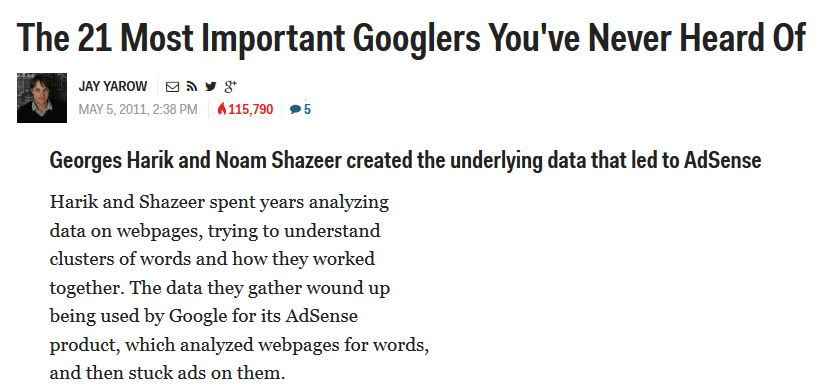 The 21 Most Important Googlers You've Never Heard Of
JAY YAROW
MAY 5, 2011, 2:38 PM 115,790 5
Georges Harik and Noam Shazeer created the underlying data that led to AdSense
Harik and Shazeer spent years analyzing
data on webpages, trying to understand
clusters of words and how they worked
together. The data they gather wound up
being used by Google for its AdSense
product, which analyzed webpages for words,
and then stuck ads on them.